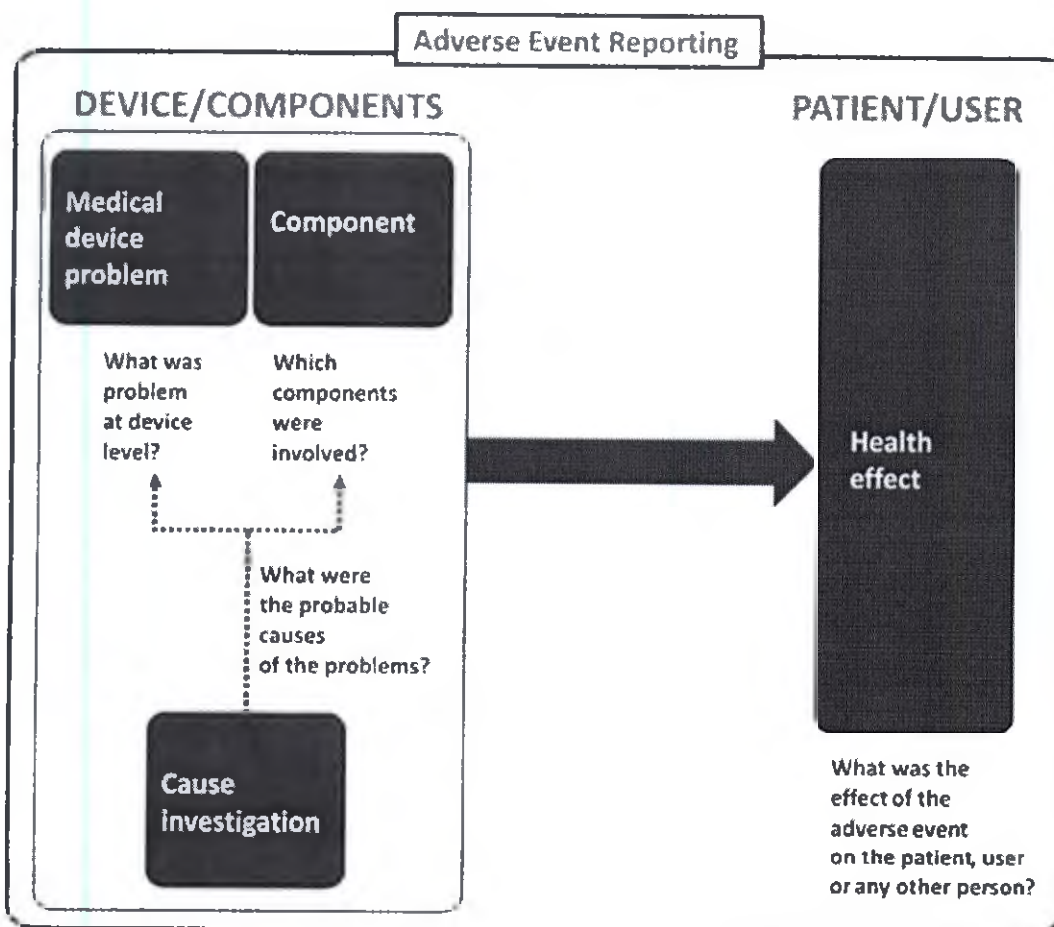 Adverse Event Reporting
DEVICE/COMPONENTS
Medical
device
problem
Component
What was
problem
at device
level?
Which
components
were
involved?
What were
the probable
causes
of the problems?
Cause
investigation
PATIENT/USER
Health
effect
What was the
effect of the
adverse event
on the patient, user
or any other person?